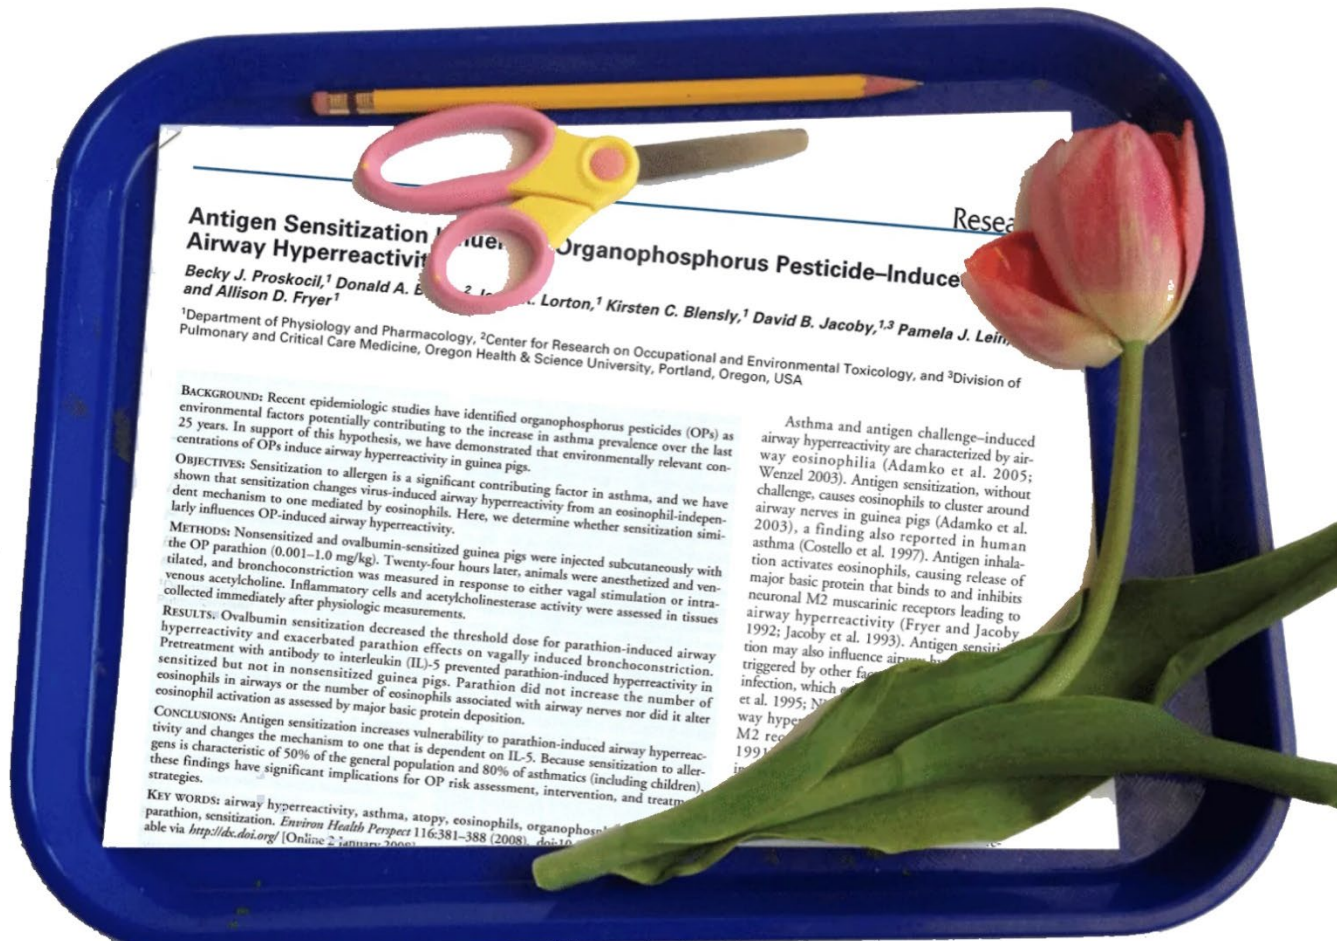 Resea
Antigen Sensitization Organophosphorus Pesticide–Induce
Airway Hyperreactivit
Becky J. Proskocil,¹ Donald A. B ² Lorton,¹ Kirsten C. Blensly,¹ David B. Jacoby,¹,³ Pamela J. Lein,
and Allison D. Fryer¹
¹Department of Physiology and Pharmacology, ²Center for Research on Occupational and Environmental Toxicology, and ³Division of
Pulmonary and Critical Care Medicine, Oregon Health & Science University, Portland, Oregon, USA
BACKGROUND: Recent epidemiologic studies have identified organophosphorus pesticides (OPs) as
environmental factors potentially contributing to the increase in asthma prevalence over the last
25 years. In support of this hypothesis, we have demonstrated that environmentally relevant con-
centrations of OPs induce airway hyperreactivity in guinea pigs.
OBJECTIVES: Sensitization to allergen is a significant contributing factor in asthma, and we have
shown that sensitization changes virus-induced airway hyperreactivity from an eosinophil-indepen-
dent mechanism to one mediated by eosinophils. Here, we determine whether sensitization simi-
larly influences OP-induced airway hyperreactivity.
METHODS: Nonsensitized and ovalbumin-sensitized guinea pigs were injected subcutaneously with
the OP parathion (0.001–1.0 mg/kg). Twenty-four hours later, animals were anesthetized and ven-
tilated, and bronchoconstriction was measured in response to either vagal stimulation or intra-
venous acetylcholine. Inflammatory cells and acetylcholinesterase activity were assessed in tissues
collected immediately after physiologic measurements.
RESULTS: Ovalbumin sensitization decreased the threshold dose for parathion-induced airway
hyperreactivity and exacerbated parathion effects on vagally induced bronchoconstriction.
Pretreatment with antibody to interleukin (IL)-5 prevented parathion-induced hyperreactivity in
sensitized but not in nonsensitized guinea pigs. Parathion did not increase the number of
eosinophils in airways or the number of eosinophils associated with airway nerves nor did it alter
eosinophil activation as assessed by major basic protein deposition.
CONCLUSIONS: Antigen sensitization increases vulnerability to parathion-induced airway hyperreac-
tivity and changes the mechanism to one that is dependent on IL-5. Because sensitization to aller-
gens is characteristic of 50% of the general population and 80% of asthmatics (including children),
these findings have significant implications for OP risk assessment, intervention, and treatm
strategies.
KEY WORDS: airway hyperreactivity, asthma, atopy, eosinophils, organophosp
parathion, sensitization. Environ Health Perspect 116:381–388 (2008). doi:10
able via http://dx.doi.org/ [Online 2 January 2008]
Asthma and antigen challenge–induced
airway hyperreactivity are characterized by air-
way eosinophilia (Adamko et al. 2005;
Wenzel 2003). Antigen sensitization, without
challenge, causes eosinophils to cluster around
airway nerves in guinea pigs (Adamko et al.
2003), a finding also reported in human
asthma (Costello et al. 1997). Antigen inhala-
tion activates eosinophils, causing release of
major basic protein that binds to and inhibits
neuronal M2 muscarinic receptors leading to
airway hyperreactivity (Fryer and Jacoby
1992; Jacoby et al. 1993). Antigen sensiti
tion may also influence airway
triggered by other fac
infection, which
et al. 1995;
way hype
M2 rec
1991